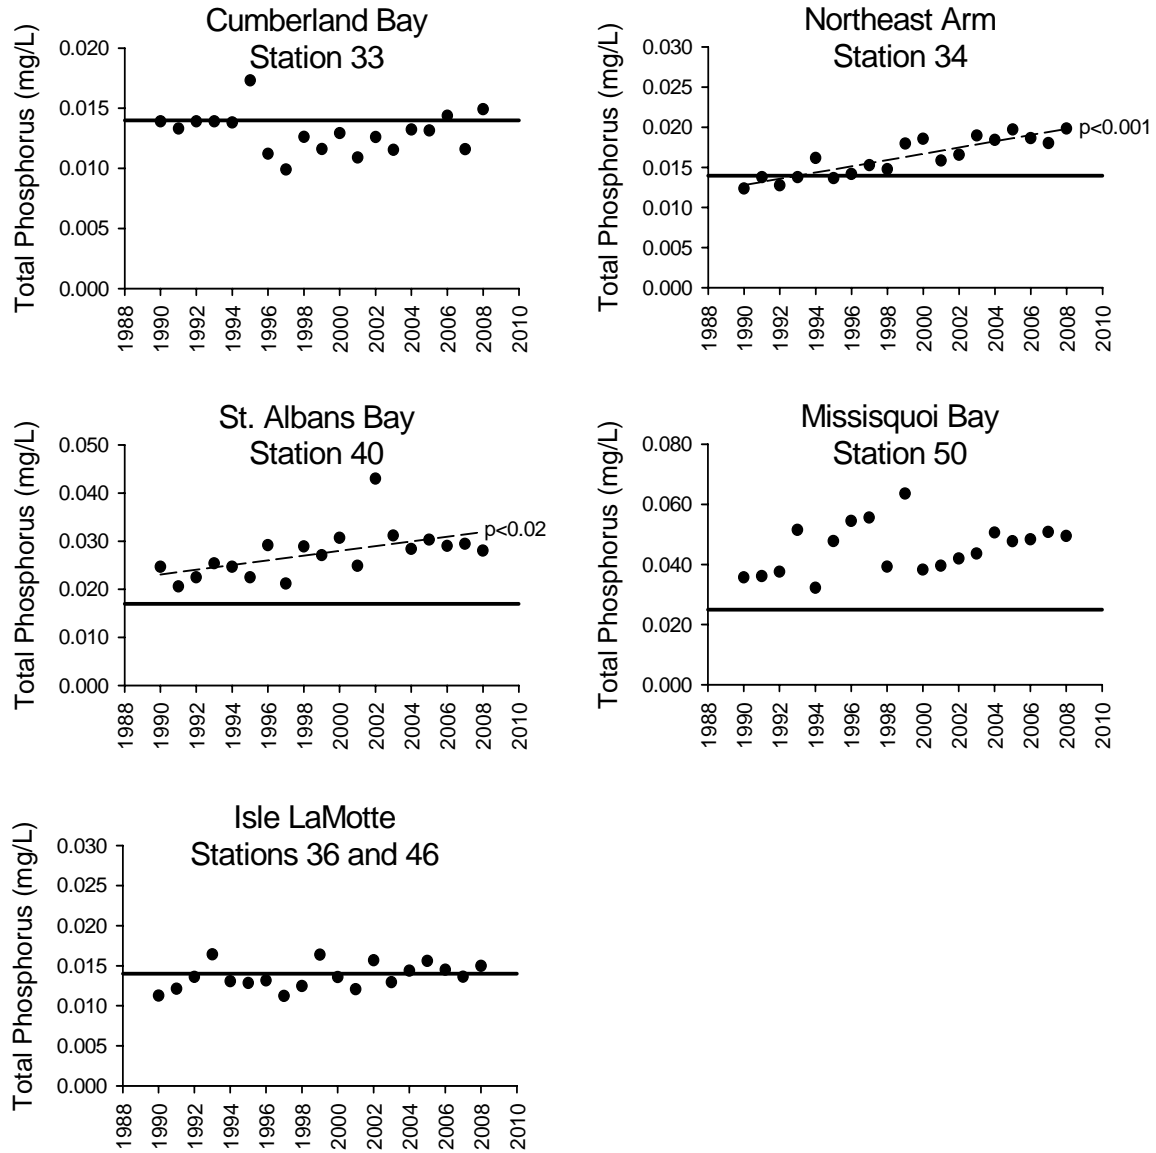 Cumberland Bay
Station 33
Total Phosphorus (mg/L)
0.020
0.015
0.010
0.005
0.000
1988 1990 1992 1994 1996 1998 2000 2002 2004 2006 2008 2010
Northeast Arm
Station 34
Total Phosphorus (mg/L)
0.030
0.025
0.020
0.015
0.010
0.005
0.000
p<0.001
1988 1990 1992 1994 1996 1998 2000 2002 2004 2006 2008 2010
St. Albans Bay
Station 40
Total Phosphorus (mg/L)
0.050
0.040
0.030
0.020
0.010
0.000
p<0.02
1988 1990 1992 1994 1996 1998 2000 2002 2004 2006 2008 2010
Missisquoi Bay
Station 50
Total Phosphorus (mg/L)
0.080
0.060
0.040
0.020
0.000
1988 1990 1992 1994 1996 1998 2000 2002 2004 2006 2008 2010
Isle LaMotte
Stations 36 and 46
Total Phosphorus (mg/L)
0.030
0.025
0.020
0.015
0.010
0.005
0.000
1988 1990 1992 1994 1996 1998 2000 2002 2004 2006 2008 2010